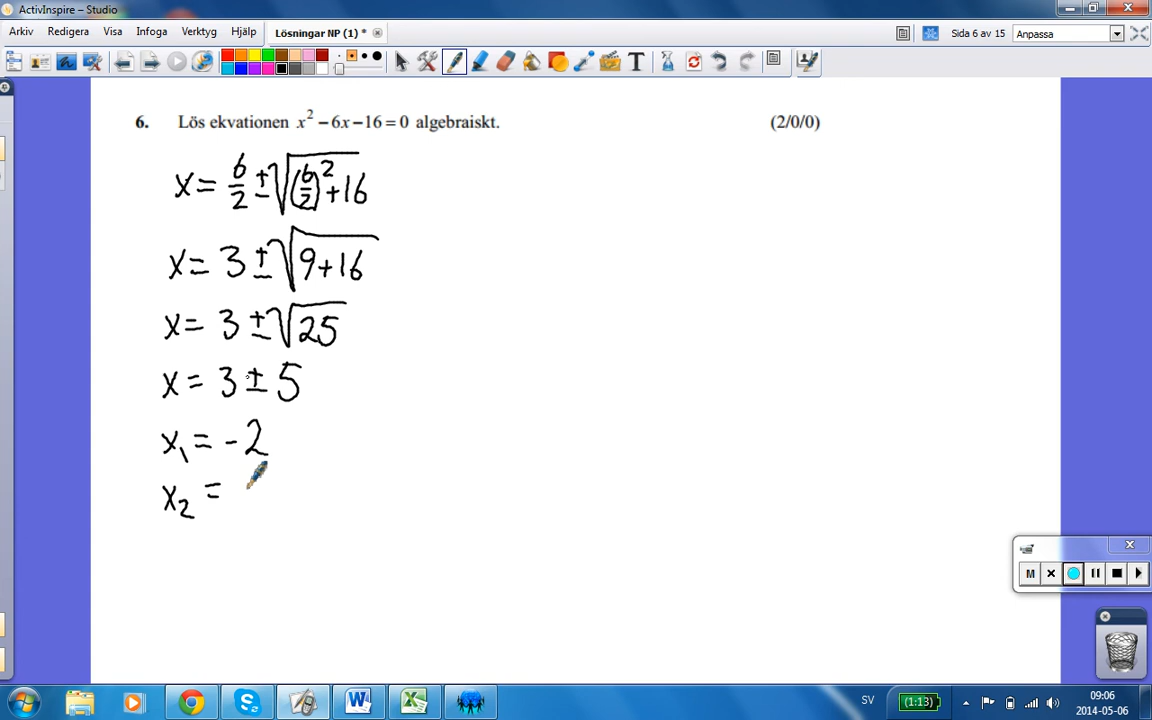 ActivInspire – Studio
Arkiv Redigera Visa Infoga Verktyg Hjälp Lösningar NP (1) * Sida 6 av 15 Anpassa
6. Lös ekvationen x² – 6x – 16 = 0 algebraiskt. (2/0/0)
x = 6/2 ± √((6/2)² + 16)
x = 3 ± √(9+16)
x = 3 ± √25
x = 3 ± 5
x₁ = -2
x₂ =
M
SV (1:13) 09:06
2014-05-06